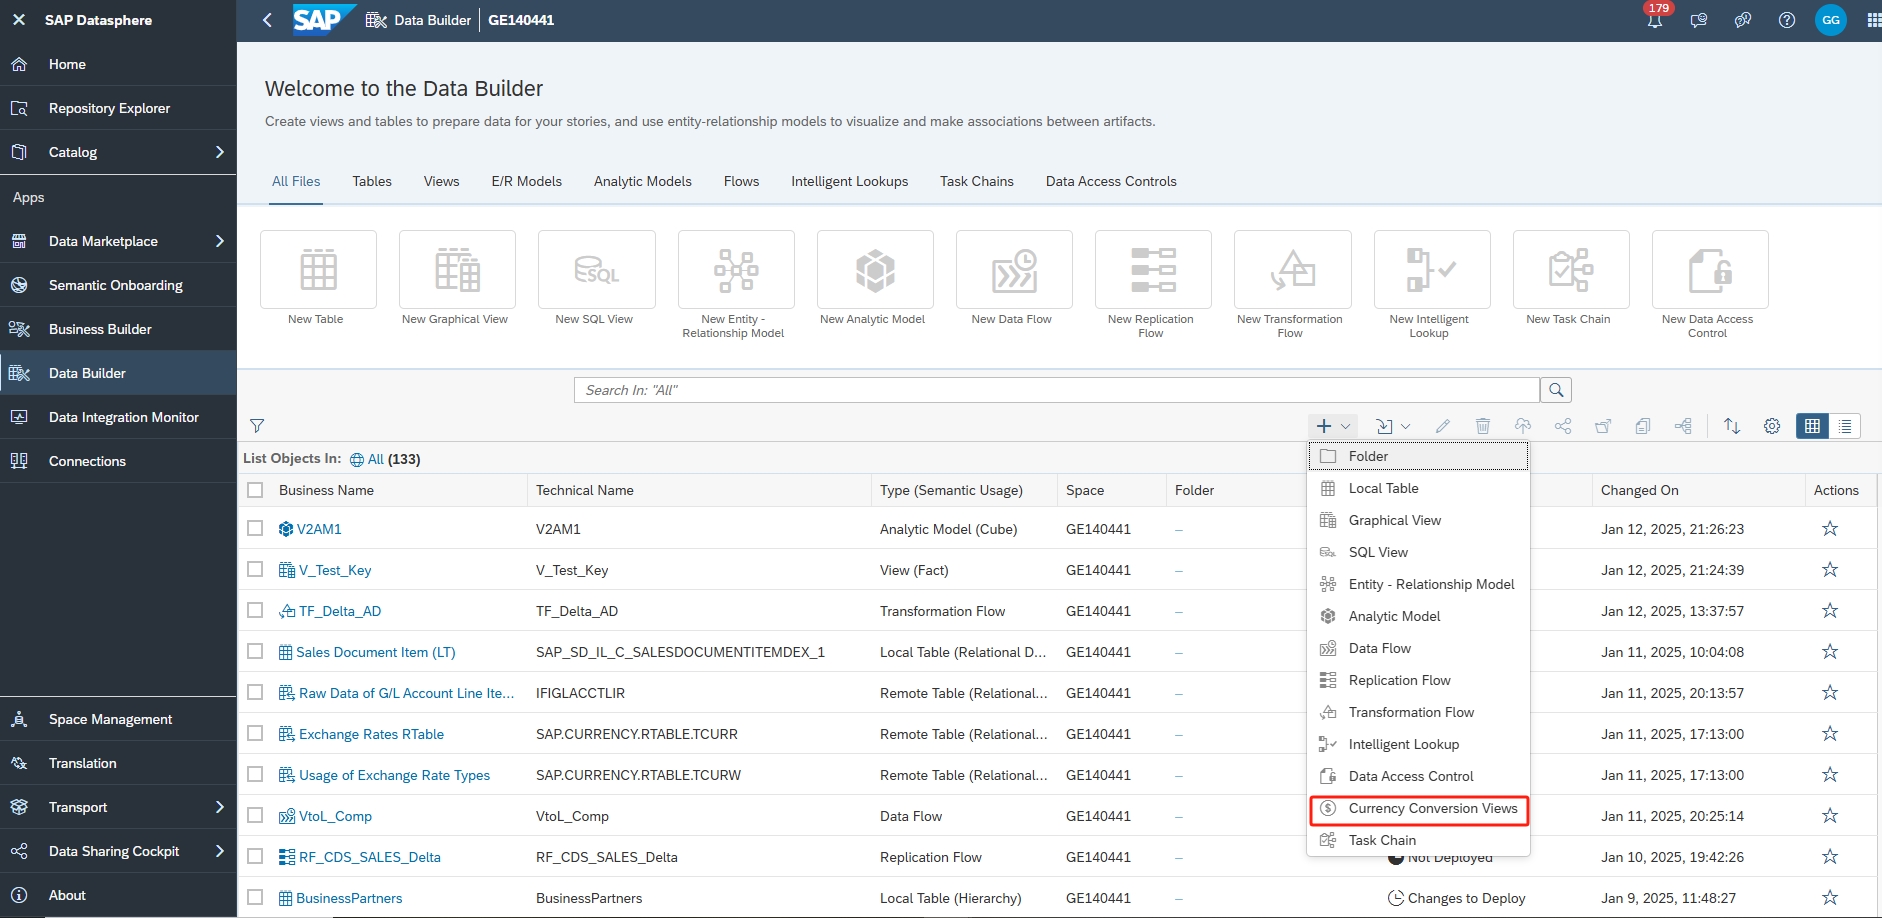 SAP Datasphere
SAP Data Builder GE140441
179
GG
Home
Repository Explorer
Catalog
Apps
Data Marketplace
Semantic Onboarding
Business Builder
Data Builder
Data Integration Monitor
Connections
Space Management
Translation
Transport
Data Sharing Cockpit
About
Welcome to the Data Builder
Create views and tables to prepare data for your stories, and use entity-relationship models to visualize and make associations between artifacts.
All Files Tables Views E/R Models Analytic Models Flows Intelligent Lookups Task Chains Data Access Controls
SQL
New Table
New Graphical View
New SQL View
New Entity -
Relationship Model
New Analytic Model
New Data Flow
New Replication
Flow
New Transformation
Flow
New Intelligent
Lookup
New Task Chain
New Data Access
Control
Search In: "All"
List Objects In: All (133)
Business Name Technical Name Type (Semantic Usage) Space Folder Changed On Actions
V2AM1 V2AM1 Analytic Model (Cube) GE140441 – Jan 12, 2025, 21:26:23
V_Test_Key V_Test_Key View (Fact) GE140441 – Jan 12, 2025, 21:24:39
TF_Delta_AD TF_Delta_AD Transformation Flow GE140441 – Jan 12, 2025, 13:37:57
Sales Document Item (LT) SAP_SD_IL_C_SALESDOCUMENTITEMDEX_1 Local Table (Relational D... GE140441 – Jan 11, 2025, 10:04:08
Raw Data of G/L Account Line Ite... IFIGLACCTLIR Remote Table (Relational... GE140441 – Jan 11, 2025, 20:13:57
Exchange Rates RTable SAP.CURRENCY.RTABLE.TCURR Remote Table (Relational... GE140441 – Jan 11, 2025, 17:13:00
Usage of Exchange Rate Types SAP.CURRENCY.RTABLE.TCURW Remote Table (Relational... GE140441 – Jan 11, 2025, 17:13:00
VtoL_Comp VtoL_Comp Data Flow GE140441 – Jan 11, 2025, 20:25:14
RF_CDS_SALES_Delta RF_CDS_SALES_Delta Replication Flow GE140441 – Not Deployed Jan 10, 2025, 19:42:26
BusinessPartners BusinessPartners Local Table (Hierarchy) GE140441 – Changes to Deploy Jan 9, 2025, 11:48:27
Folder
Local Table
Graphical View
SQL View
Entity - Relationship Model
Analytic Model
Data Flow
Replication Flow
Transformation Flow
Intelligent Lookup
Data Access Control
Currency Conversion Views
Task Chain